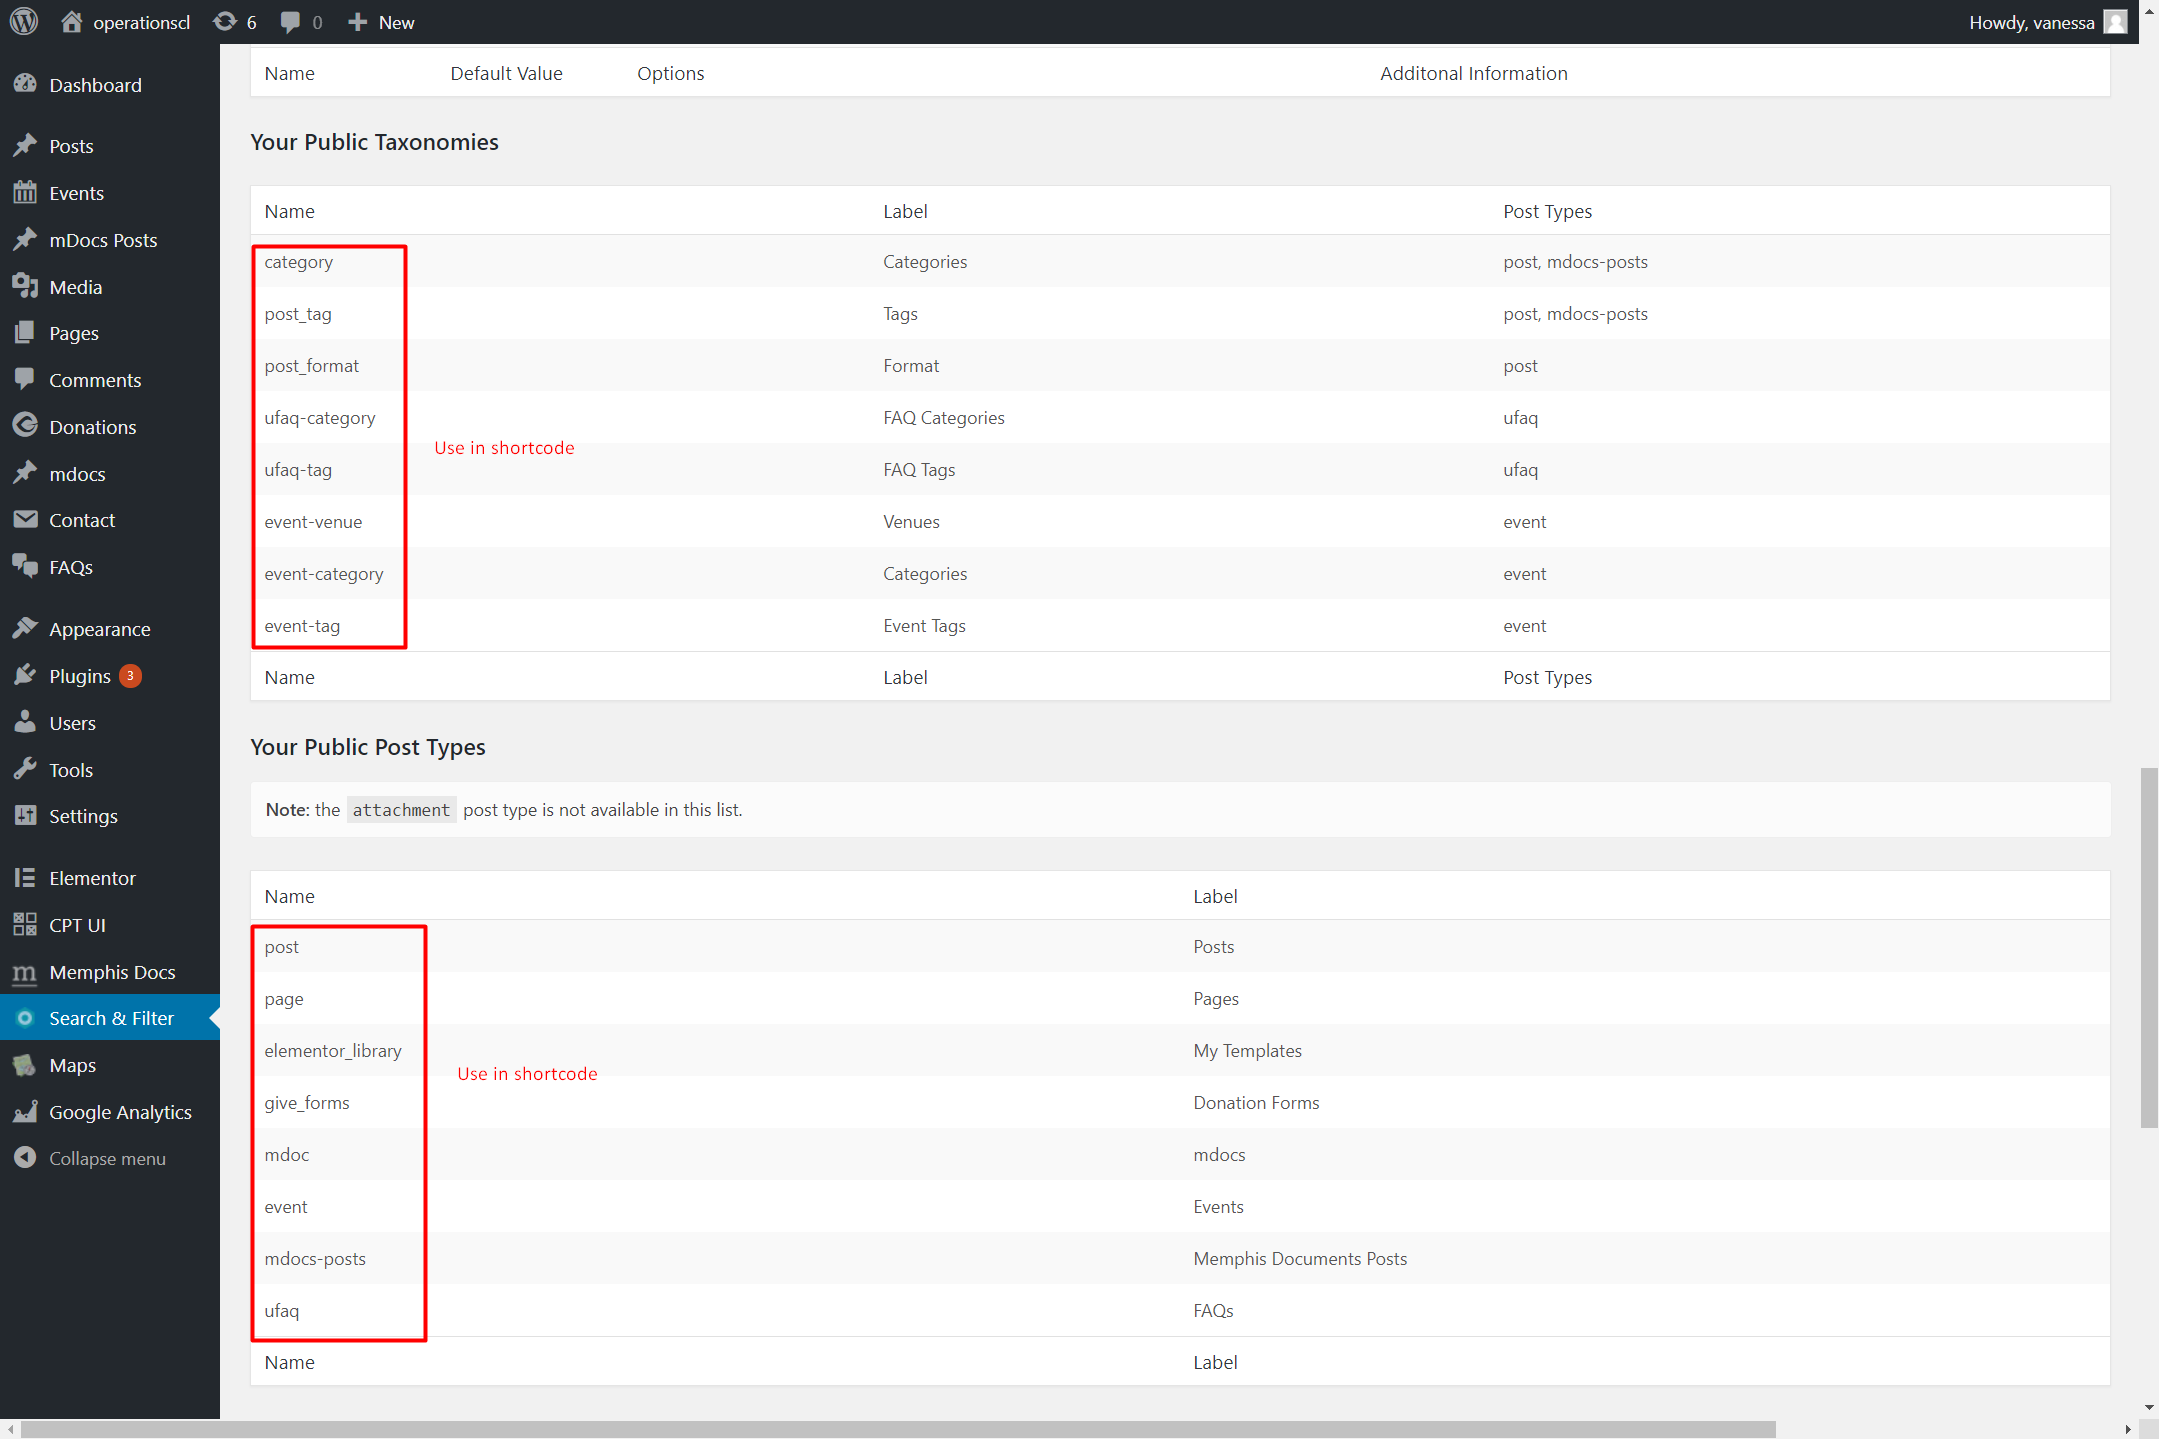 operationscl 6 0 New Howdy, vanessa
Dashboard
Posts
Events
mDocs Posts
Media
Pages
Comments
Donations
mdocs
Contact
FAQs
Appearance
Plugins 3
Users
Tools
Settings
Elementor
CPT UI
Memphis Docs
Search & Filter
Maps
Google Analytics
Collapse menu
Name Default Value Options Additonal Information
Your Public Taxonomies
Name Label Post Types
category Categories post, mdocs-posts
post_tag Tags post, mdocs-posts
post_format Format post
ufaq-category FAQ Categories ufaq
Use in shortcode
ufaq-tag FAQ Tags ufaq
event-venue Venues event
event-category Categories event
event-tag Event Tags event
Name Label Post Types
Your Public Post Types
Note: the attachment post type is not available in this list.
Name Label
post Posts
page Pages
elementor_library My Templates
Use in shortcode
give_forms Donation Forms
mdoc mdocs
event Events
mdocs-posts Memphis Documents Posts
ufaq FAQs
Name Label